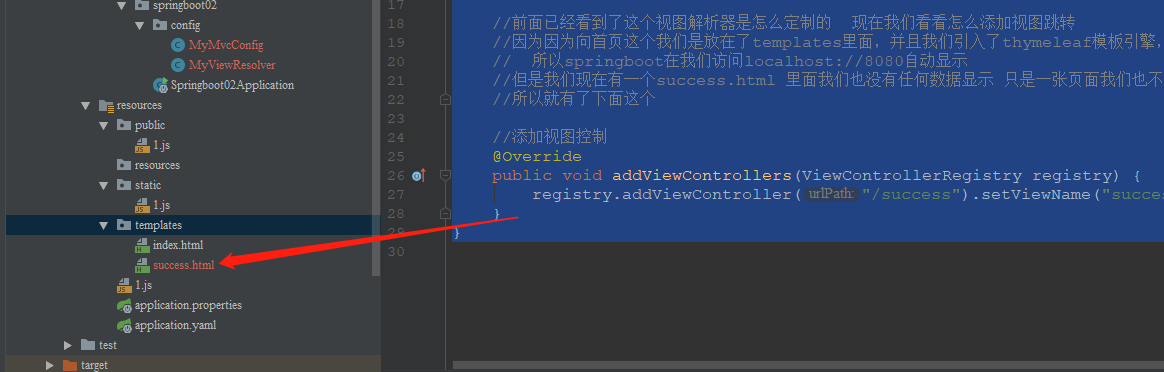 springboot02
config
MyMvcConfig
MyViewResolver
Springboot02Application
resources
public
1.js
resources
static
1.js
templates
index.html
success.html
1.js
application.properties
application.yaml
test
target
17
18 //前面已经看到了这个视图解析器是怎么定制的 现在我们看看怎么添加视图跳转
19 //因为因为向首页这个我们是放在了templates里面，并且我们引入了thymeleaf模板引擎，
20 // 所以springboot在我们访问localhost://8080自动显示
21 //但是我们现在有一个success.html 里面我们也没有任何数据显示 只是一张页面我们也不
22 //所以就有了下面这个
23
24 //添加视图控制
25 @Override
26 public void addViewControllers(ViewControllerRegistry registry) {
27 registry.addViewController( urlPath: "/success").setViewName("succe
28 }
29 }
30